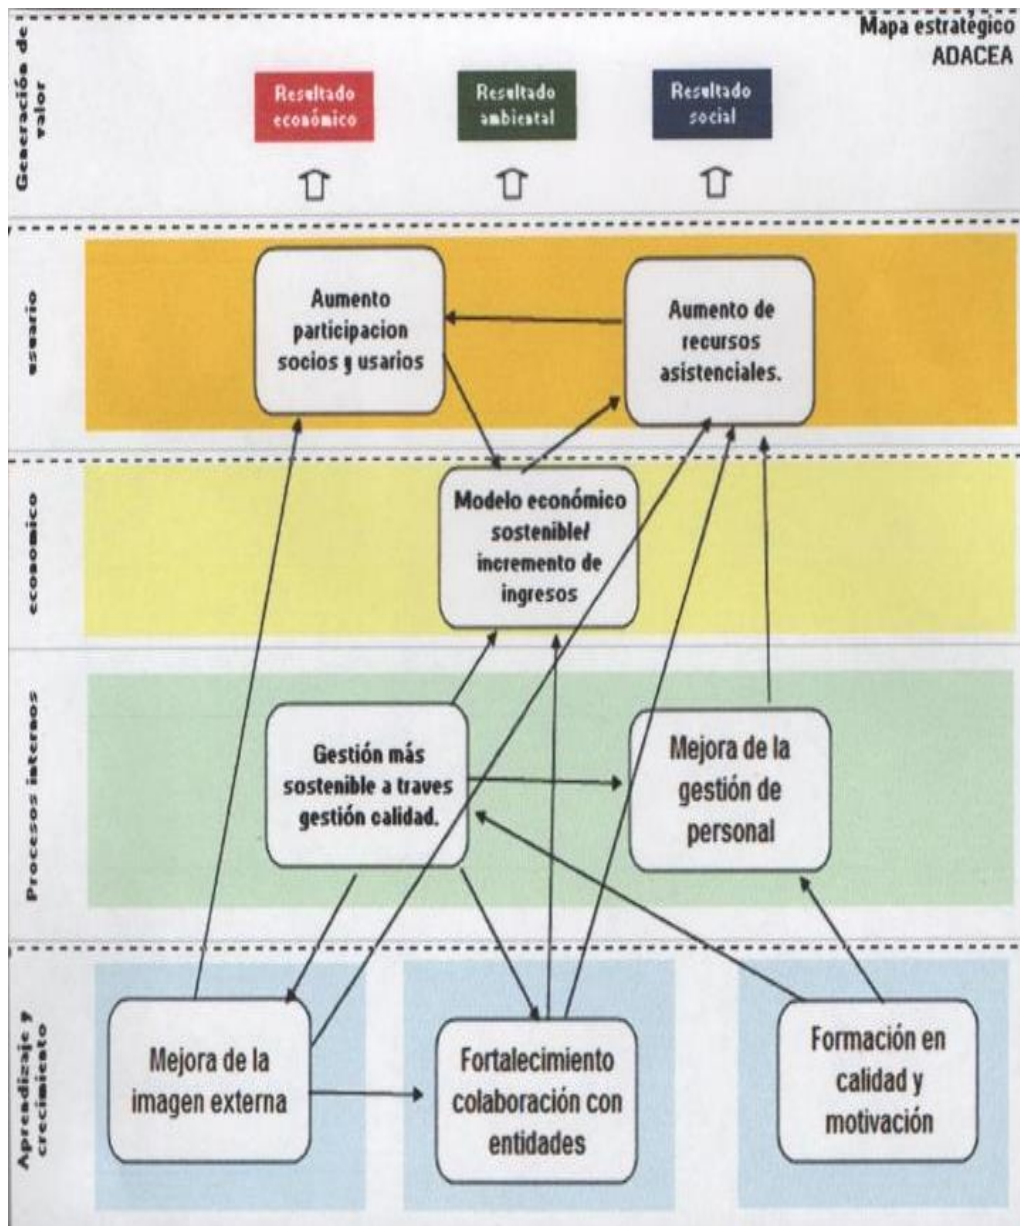 Mapa estratégico
ADACEA
Generación de
valor
Resultado
económico
Resultado
ambiental
Resultado
social
usuario
Aumento
participacion
socios y usarios
Aumento de
recursos
asistenciales.
economico
Modelo económico
sostenible/
incremento de
ingresos
Procesos internos
Gestión más
sostenible a traves
gestión calidad.
Mejora de la
gestión de
personal
Aprendizaje y
crecimiento
Mejora de la
imagen externa
Fortalecimiento
colaboración con
entidades
Formación en
calidad y
motivación